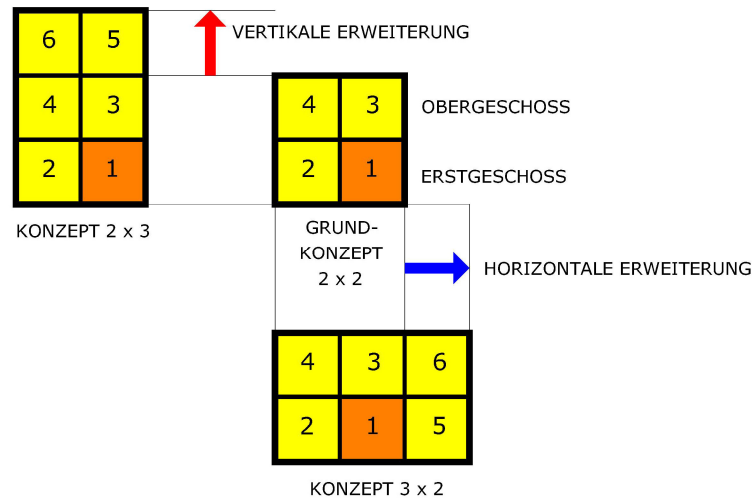 6 5
VERTIKALE ERWEITERUNG
4 3
4 3
OBERGESCHOSS
2 1
2 1
ERSTGESCHOSS
KONZEPT 2 x 3
GRUND-
KONZEPT
2 x 2
HORIZONTALE ERWEITERUNG
4 3 6
2 1 5
KONZEPT 3 x 2